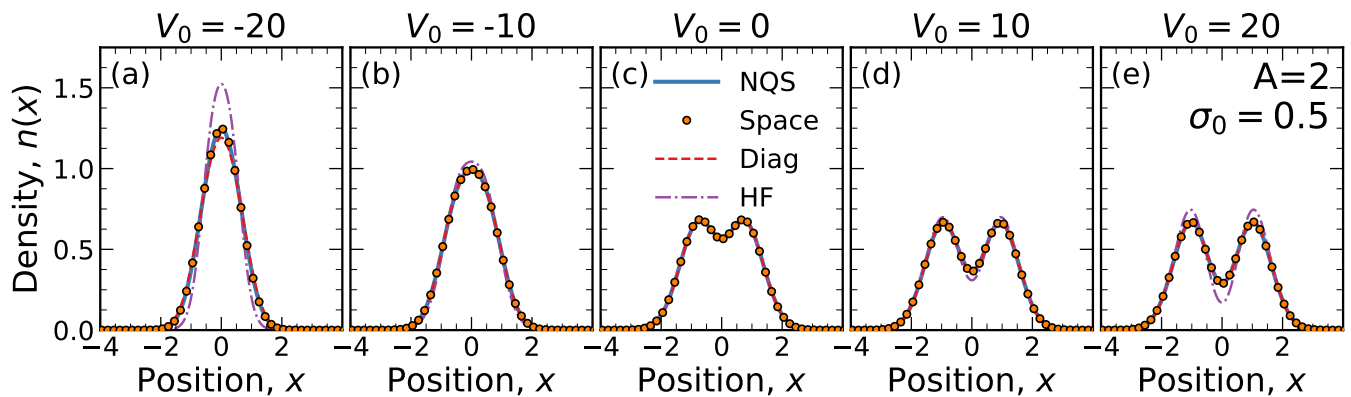 V₀ = -20 V₀ = -10 V₀ = 0 V₀ = 10 V₀ = 20
(a) (b) (c) (d) (e)
NQS
Space
Diag
HF
A=2
σ₀ = 0.5
Density, n(x)
1.5
1.0
0.5
0.0
−4 −2 0 2 −4 −2 0 2 −4 −2 0 2 −4 −2 0 2 −4 −2 0 2
Position, x Position, x Position, x Position, x Position, x